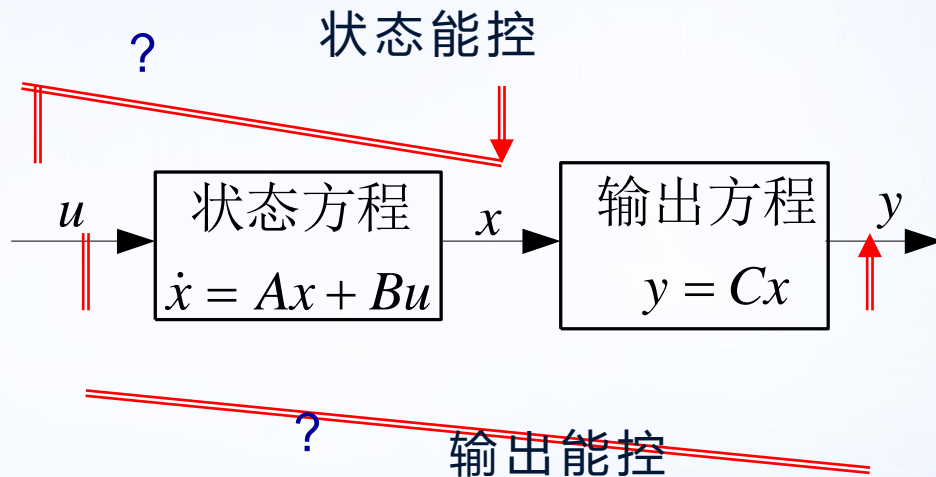 状态能控
?
u
状态方程
ẋ = Ax + Bu
x
输出方程
y = Cx
y
?
输出能控